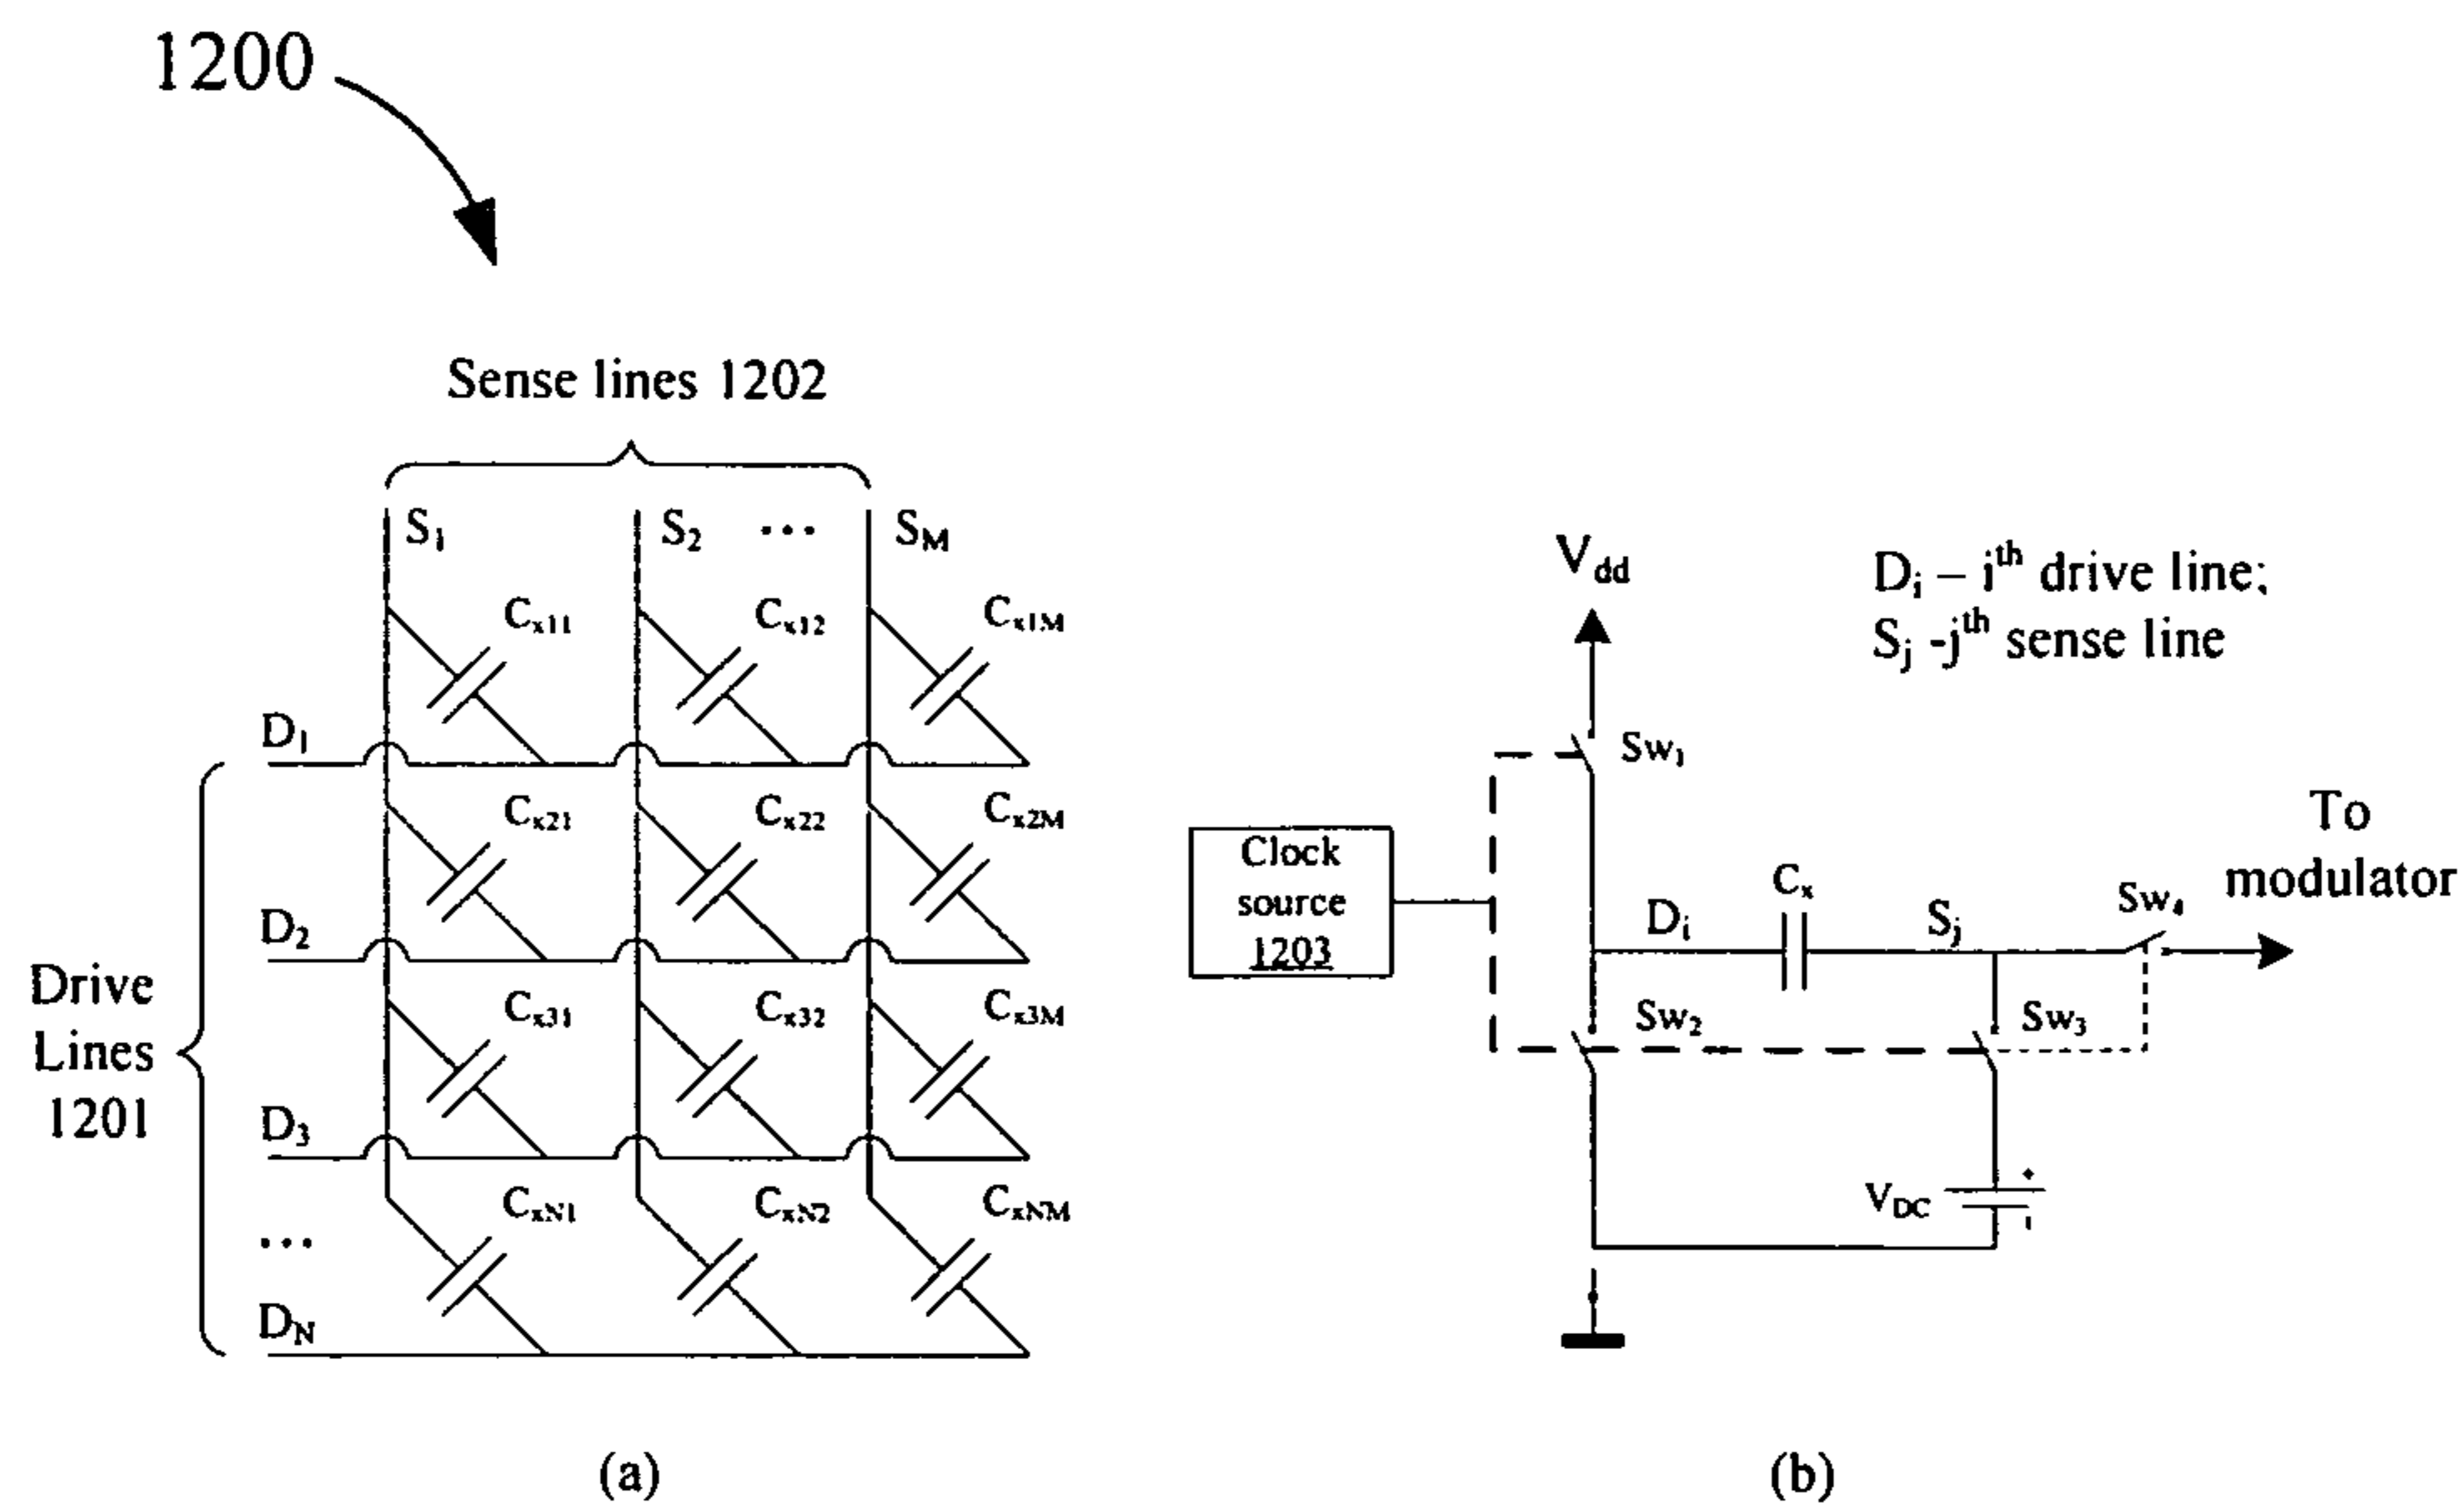 1200
Sense lines 1202
S1 S2 ... SM
Cx11 Cx12 Cx1M
D1
Cx21 Cx22 Cx2M
D2
Cx31 Cx32 Cx3M
D3
CxN1 CxN2 CxNM
...
DN
Drive
Lines
1201
(a)
Vdd
Di – ith drive line;
Sj -jth sense line
Sw1
Clock
source
1203
To
modulator
Di
Cx
Sj
Sw4
Sw2
Sw3
VDC
(b)